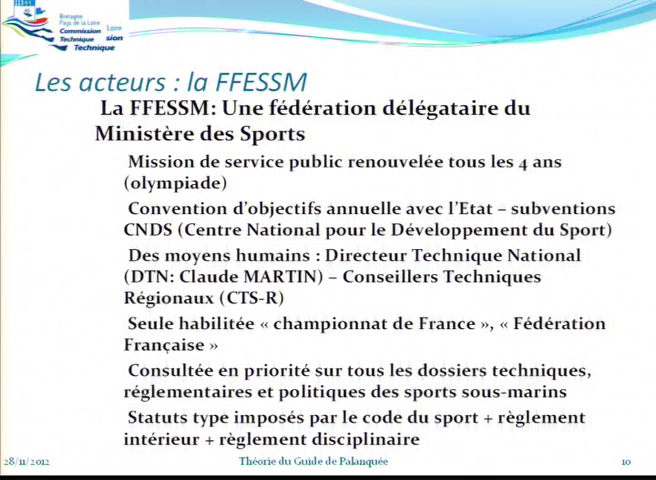 FFESSM
Bretagne
Pays de la Loire
Loire
Commission
sion
Technique
Technique
Les acteurs : la FFESSM
La FFESSM: Une fédération délégataire du
Ministère des Sports
Mission de service public renouvelée tous les 4 ans
(olympiade)
Convention d’objectifs annuelle avec l’Etat – subventions
CNDS (Centre National pour le Développement du Sport)
Des moyens humains : Directeur Technique National
(DTN: Claude MARTIN) – Conseillers Techniques
Régionaux (CTS-R)
Seule habilitée « championnat de France », « Fédération
Française »
Consultée en priorité sur tous les dossiers techniques,
réglementaires et politiques des sports sous-marins
Statuts type imposés par le code du sport + règlement
intérieur + règlement disciplinaire
28/11/2012
Théorie du Guide de Palanquée
10